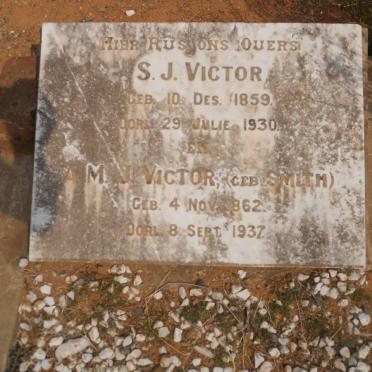 HIER RUS ONS OUERS
S. J. VICTOR
GEB. 10 DES. 1859.
OORL. 29 JULIE 1930.
EN
A. M. J. VICTOR, (GEB SMITH)
GEB. 4 NOV. 1862.
OORL. 8 SEPT. 1937